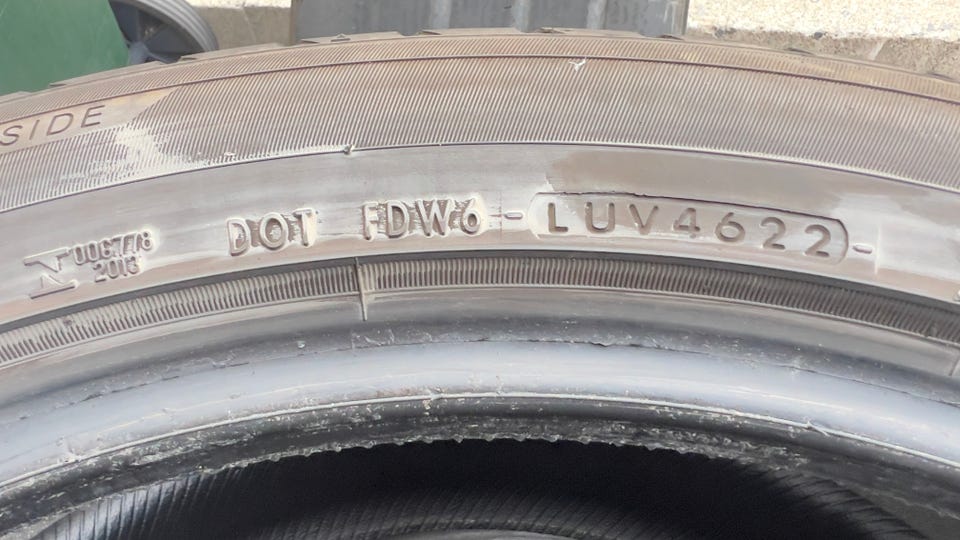 SIDE
DOT FDW6 - LUV4622 -
006778
2013